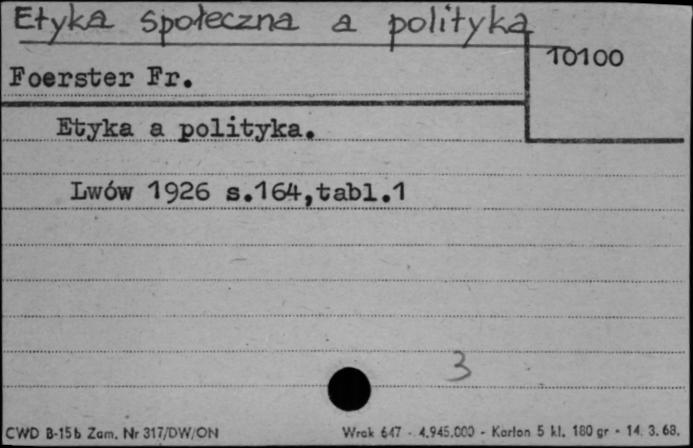 Etyka społeczna a polityka
10100
Foerster Fr.
Etyka a polityka.
Lwów 1926 s.164,tabl.1
3
CWD B-15b Zam. Nr 317/DW/ON Wrak 647 - 4.945.000 - Karton 5 kl. 180 gr - 14. 3. 68.